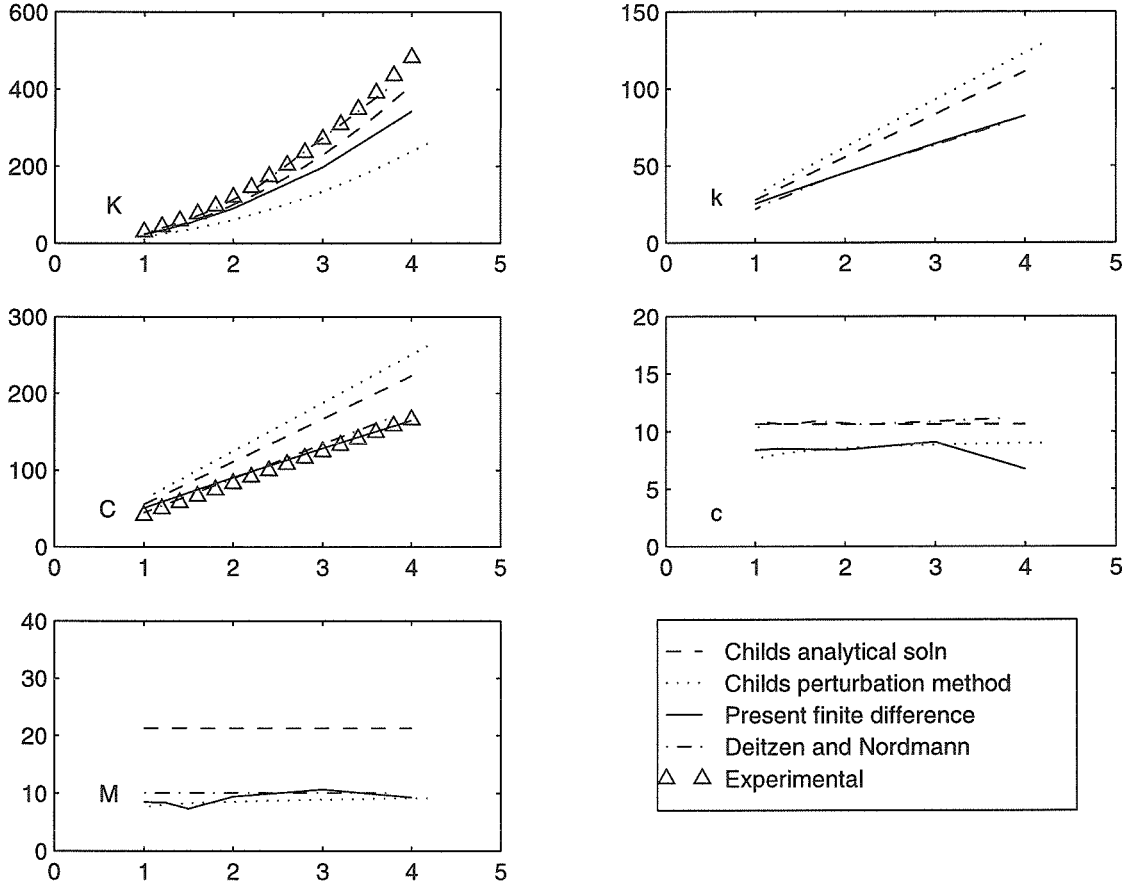 600
400
200
0
K
0 1 2 3 4 5
150
100
50
0
k
0 1 2 3 4 5
300
200
100
0
C
0 1 2 3 4 5
20
15
10
5
0
c
0 1 2 3 4 5
40
30
20
10
0
M
0 1 2 3 4 5
Childs analytical soln
Childs perturbation method
Present finite difference
Deitzen and Nordmann
Experimental